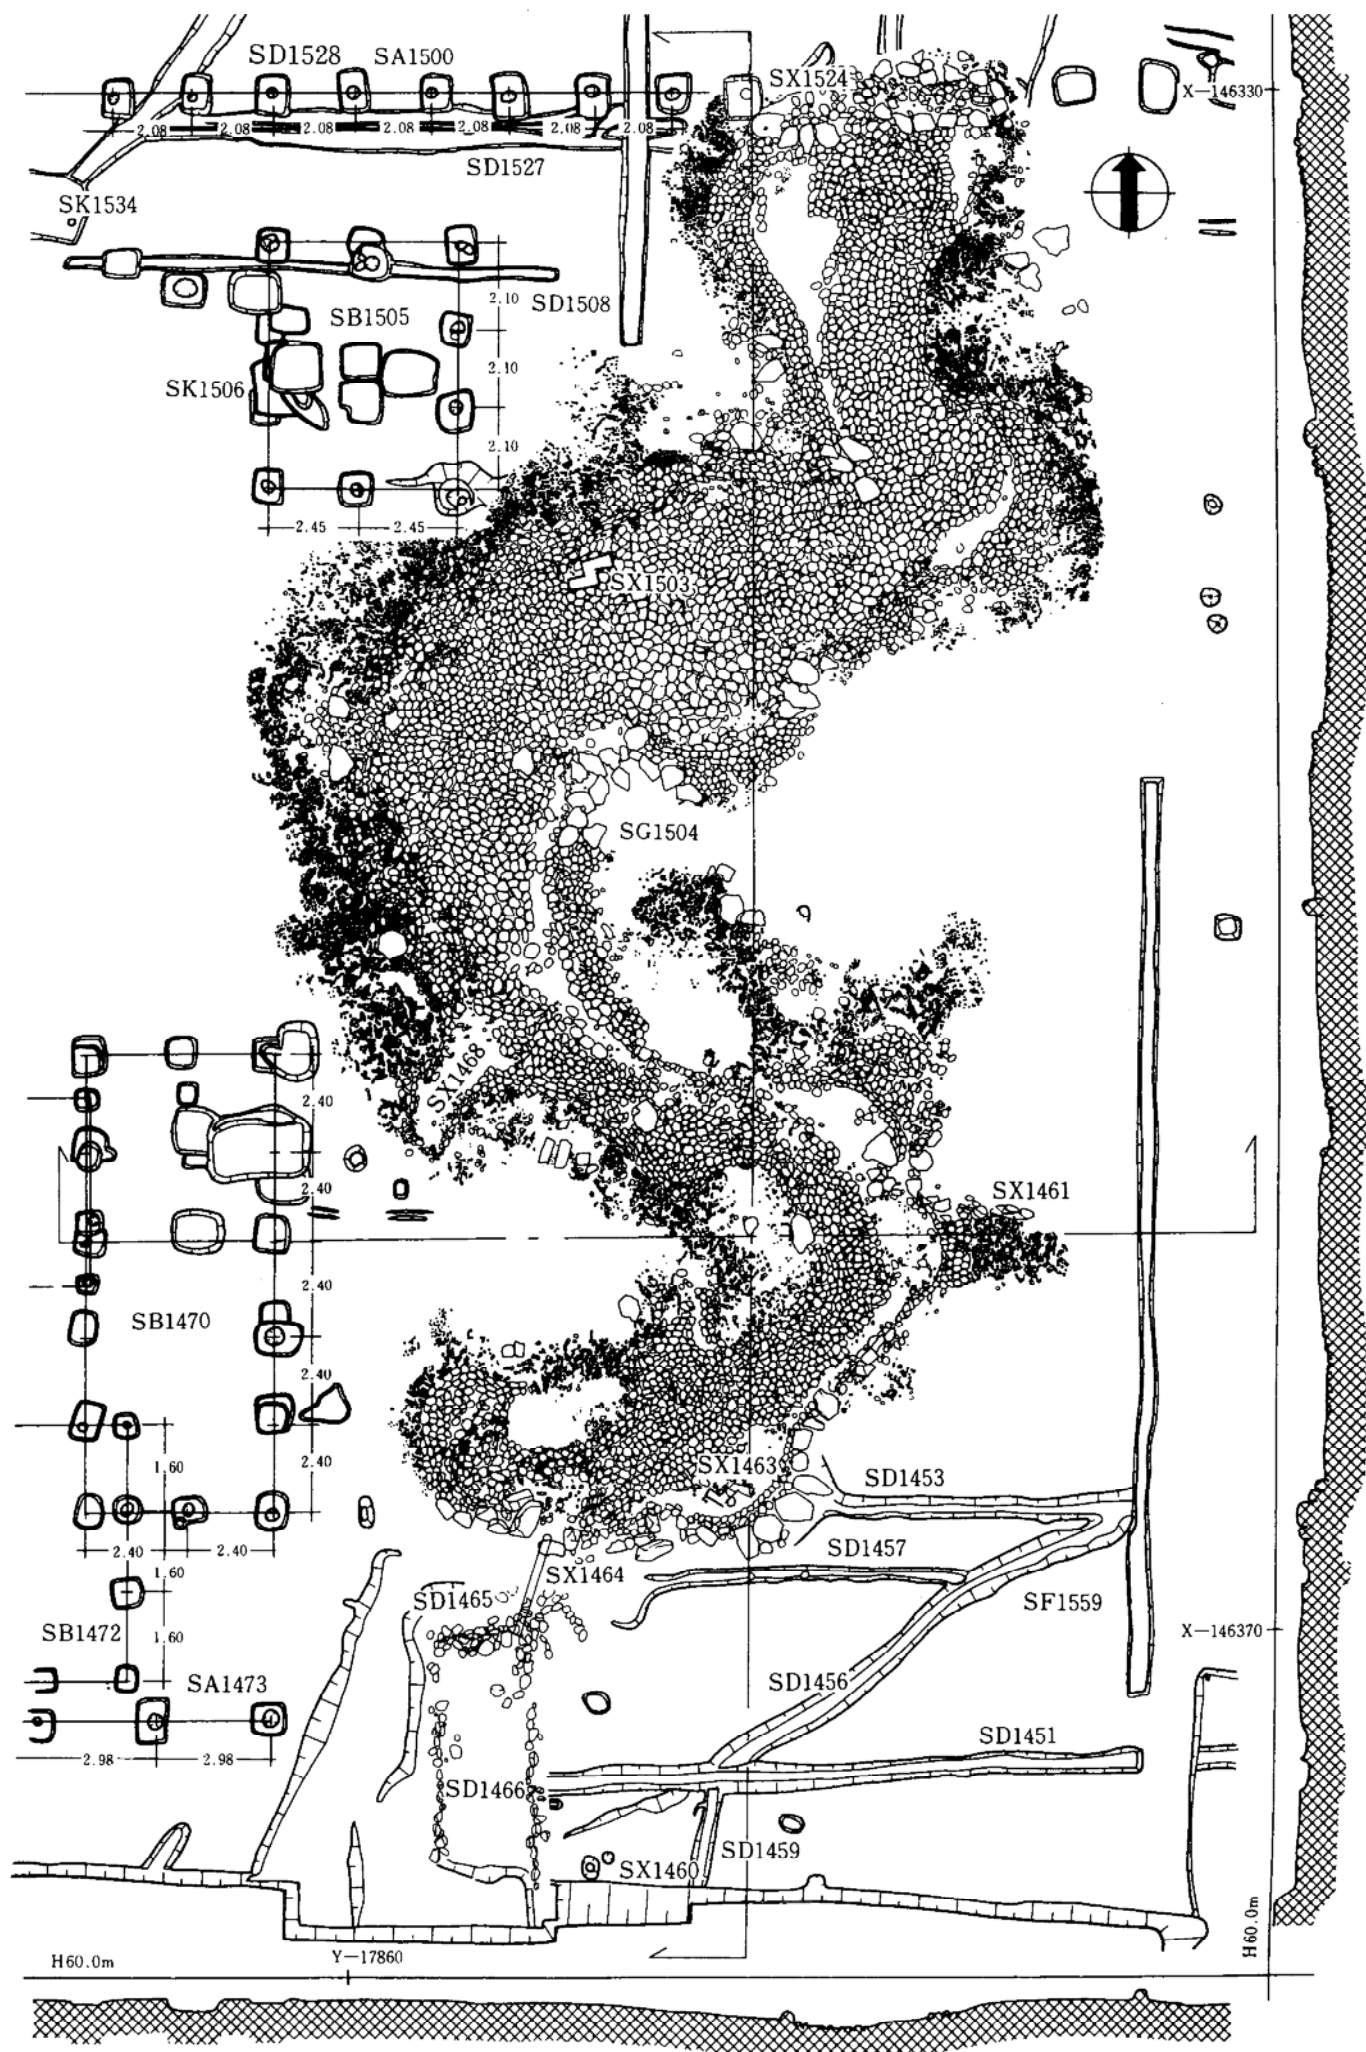 SD1528
SA1500
SX1524
X−146330
2.08
2.08
2.08
2.08
2.08
2.08
2.08
SD1527
SK1534
SD1508
2.10
SB1505
2.10
SK1506
2.10
2.45
2.45
SX1503
SG1504
SX1468
2.40
2.40
SX1461
2.40
SB1470
2.40
2.40
1.60
SX1463
SD1453
2.40
2.40
1.60
SD1457
SX1464
SD1465
SF1559
SB1472
1.60
X−146370
SD1456
SA1473
2.98
2.98
SD1451
SD1466
SD1459
SX1460
H60.0m
Y−17860
H60.0m